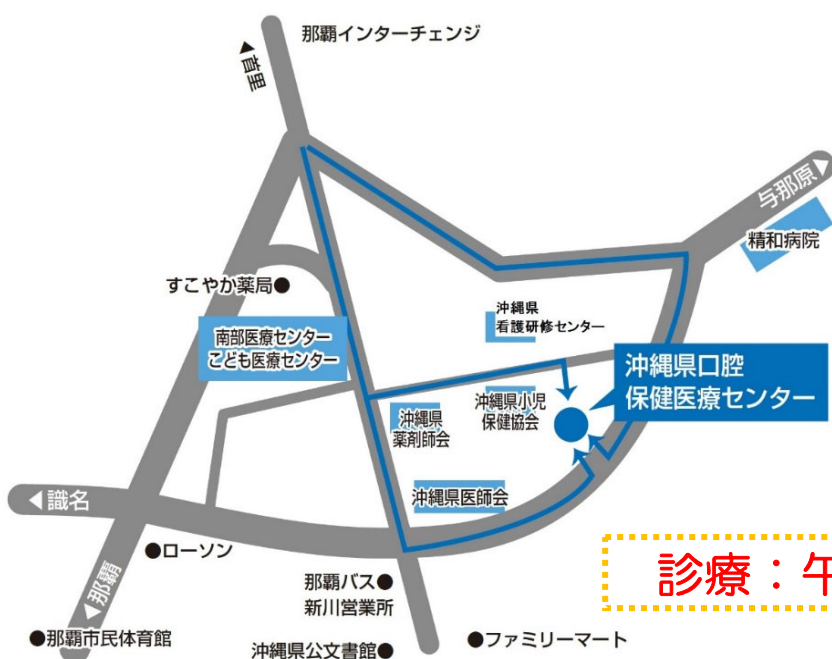 那覇インターチェンジ
首里
与那原
精和病院
すこやか薬局
沖縄県
看護研修センター
南部医療センター
こども医療センター
沖縄県口腔
保健医療センター
沖縄県小児
保健協会
沖縄県
薬剤師会
沖縄県医師会
識名
ローソン
那覇
那覇バス
新川営業所
診療：午
那覇市民体育館
沖縄県公文書館
ファミリーマート